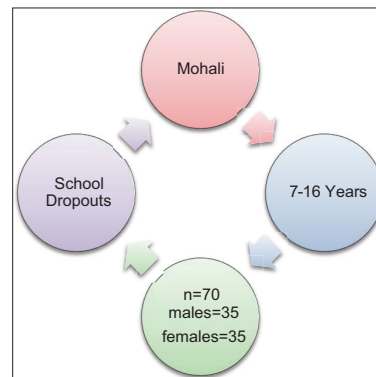 Mohali
7-16 Years
n=70
males=35
females=35
School
Dropouts